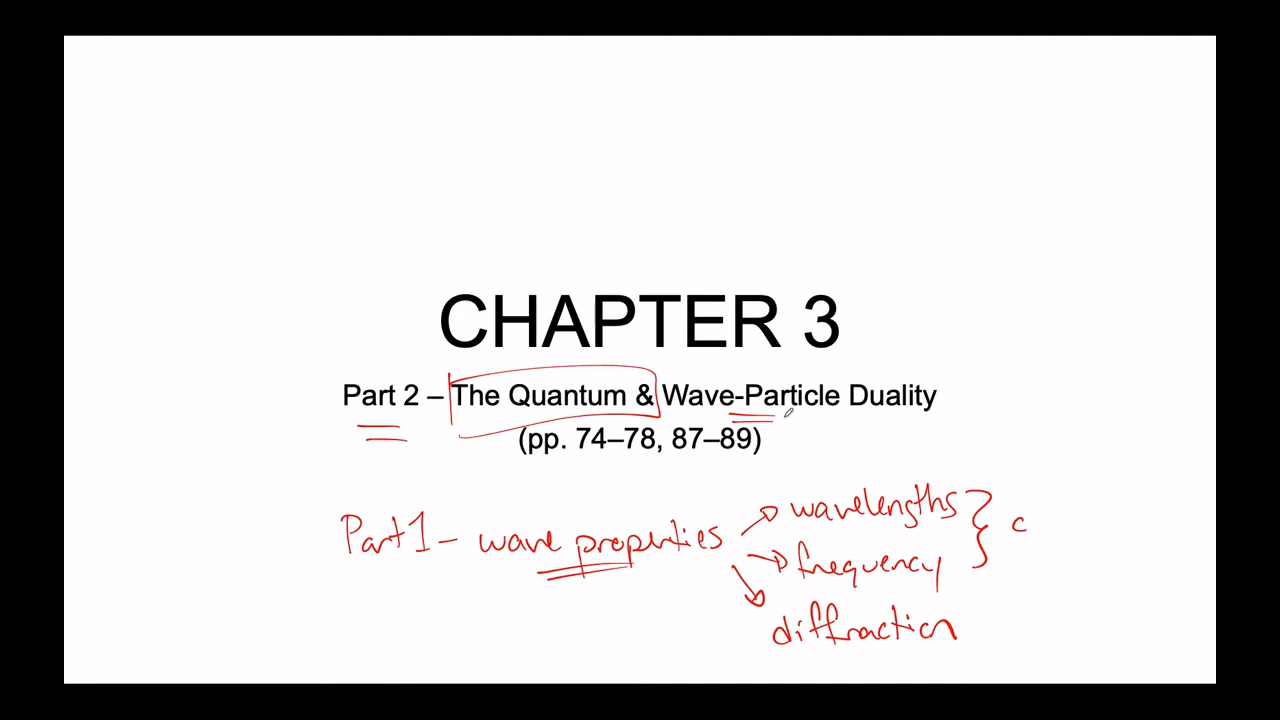 CHAPTER 3
Part 2 – The Quantum & Wave-Particle Duality
(pp. 74–78, 87–89)
Part 1 – wave properties
wavelengths
frequency
c
diffraction